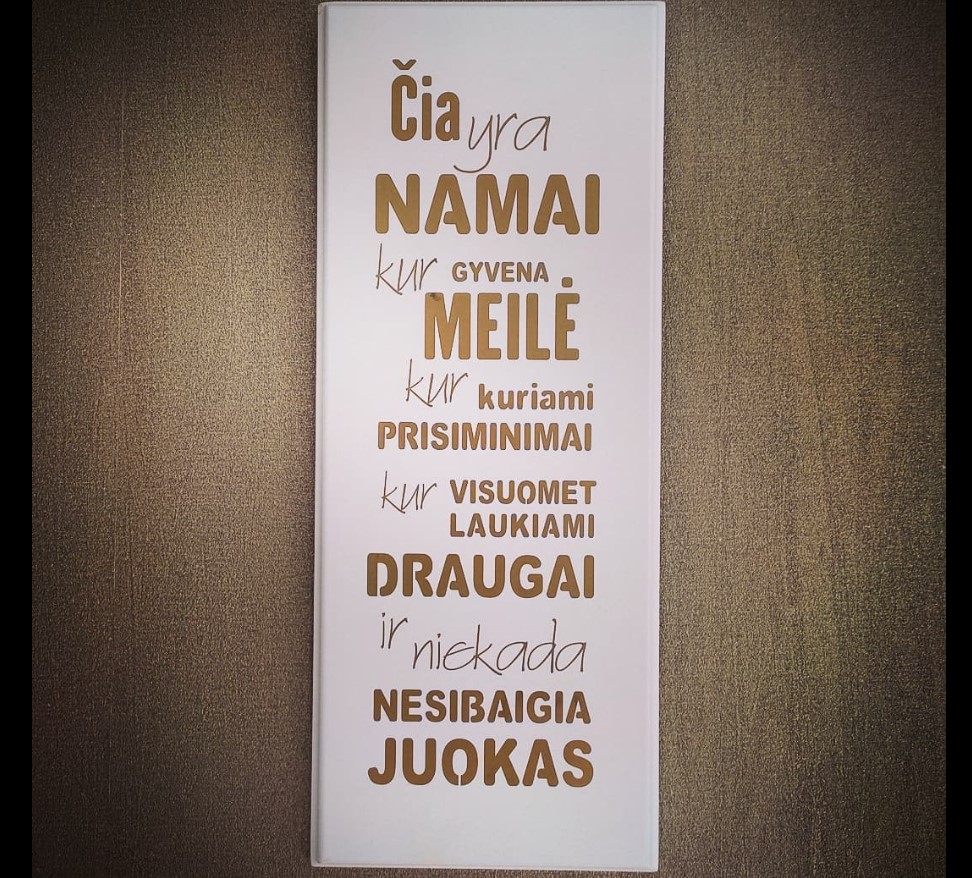 Čia yra
NAMAI
kur GYVENA
MEILĖ
kur kuriami
PRISIMINIMAI
kur VISUOMET
LAUKIAMI
DRAUGAI
ir niekada
NESIBAIGIA
JUOKAS